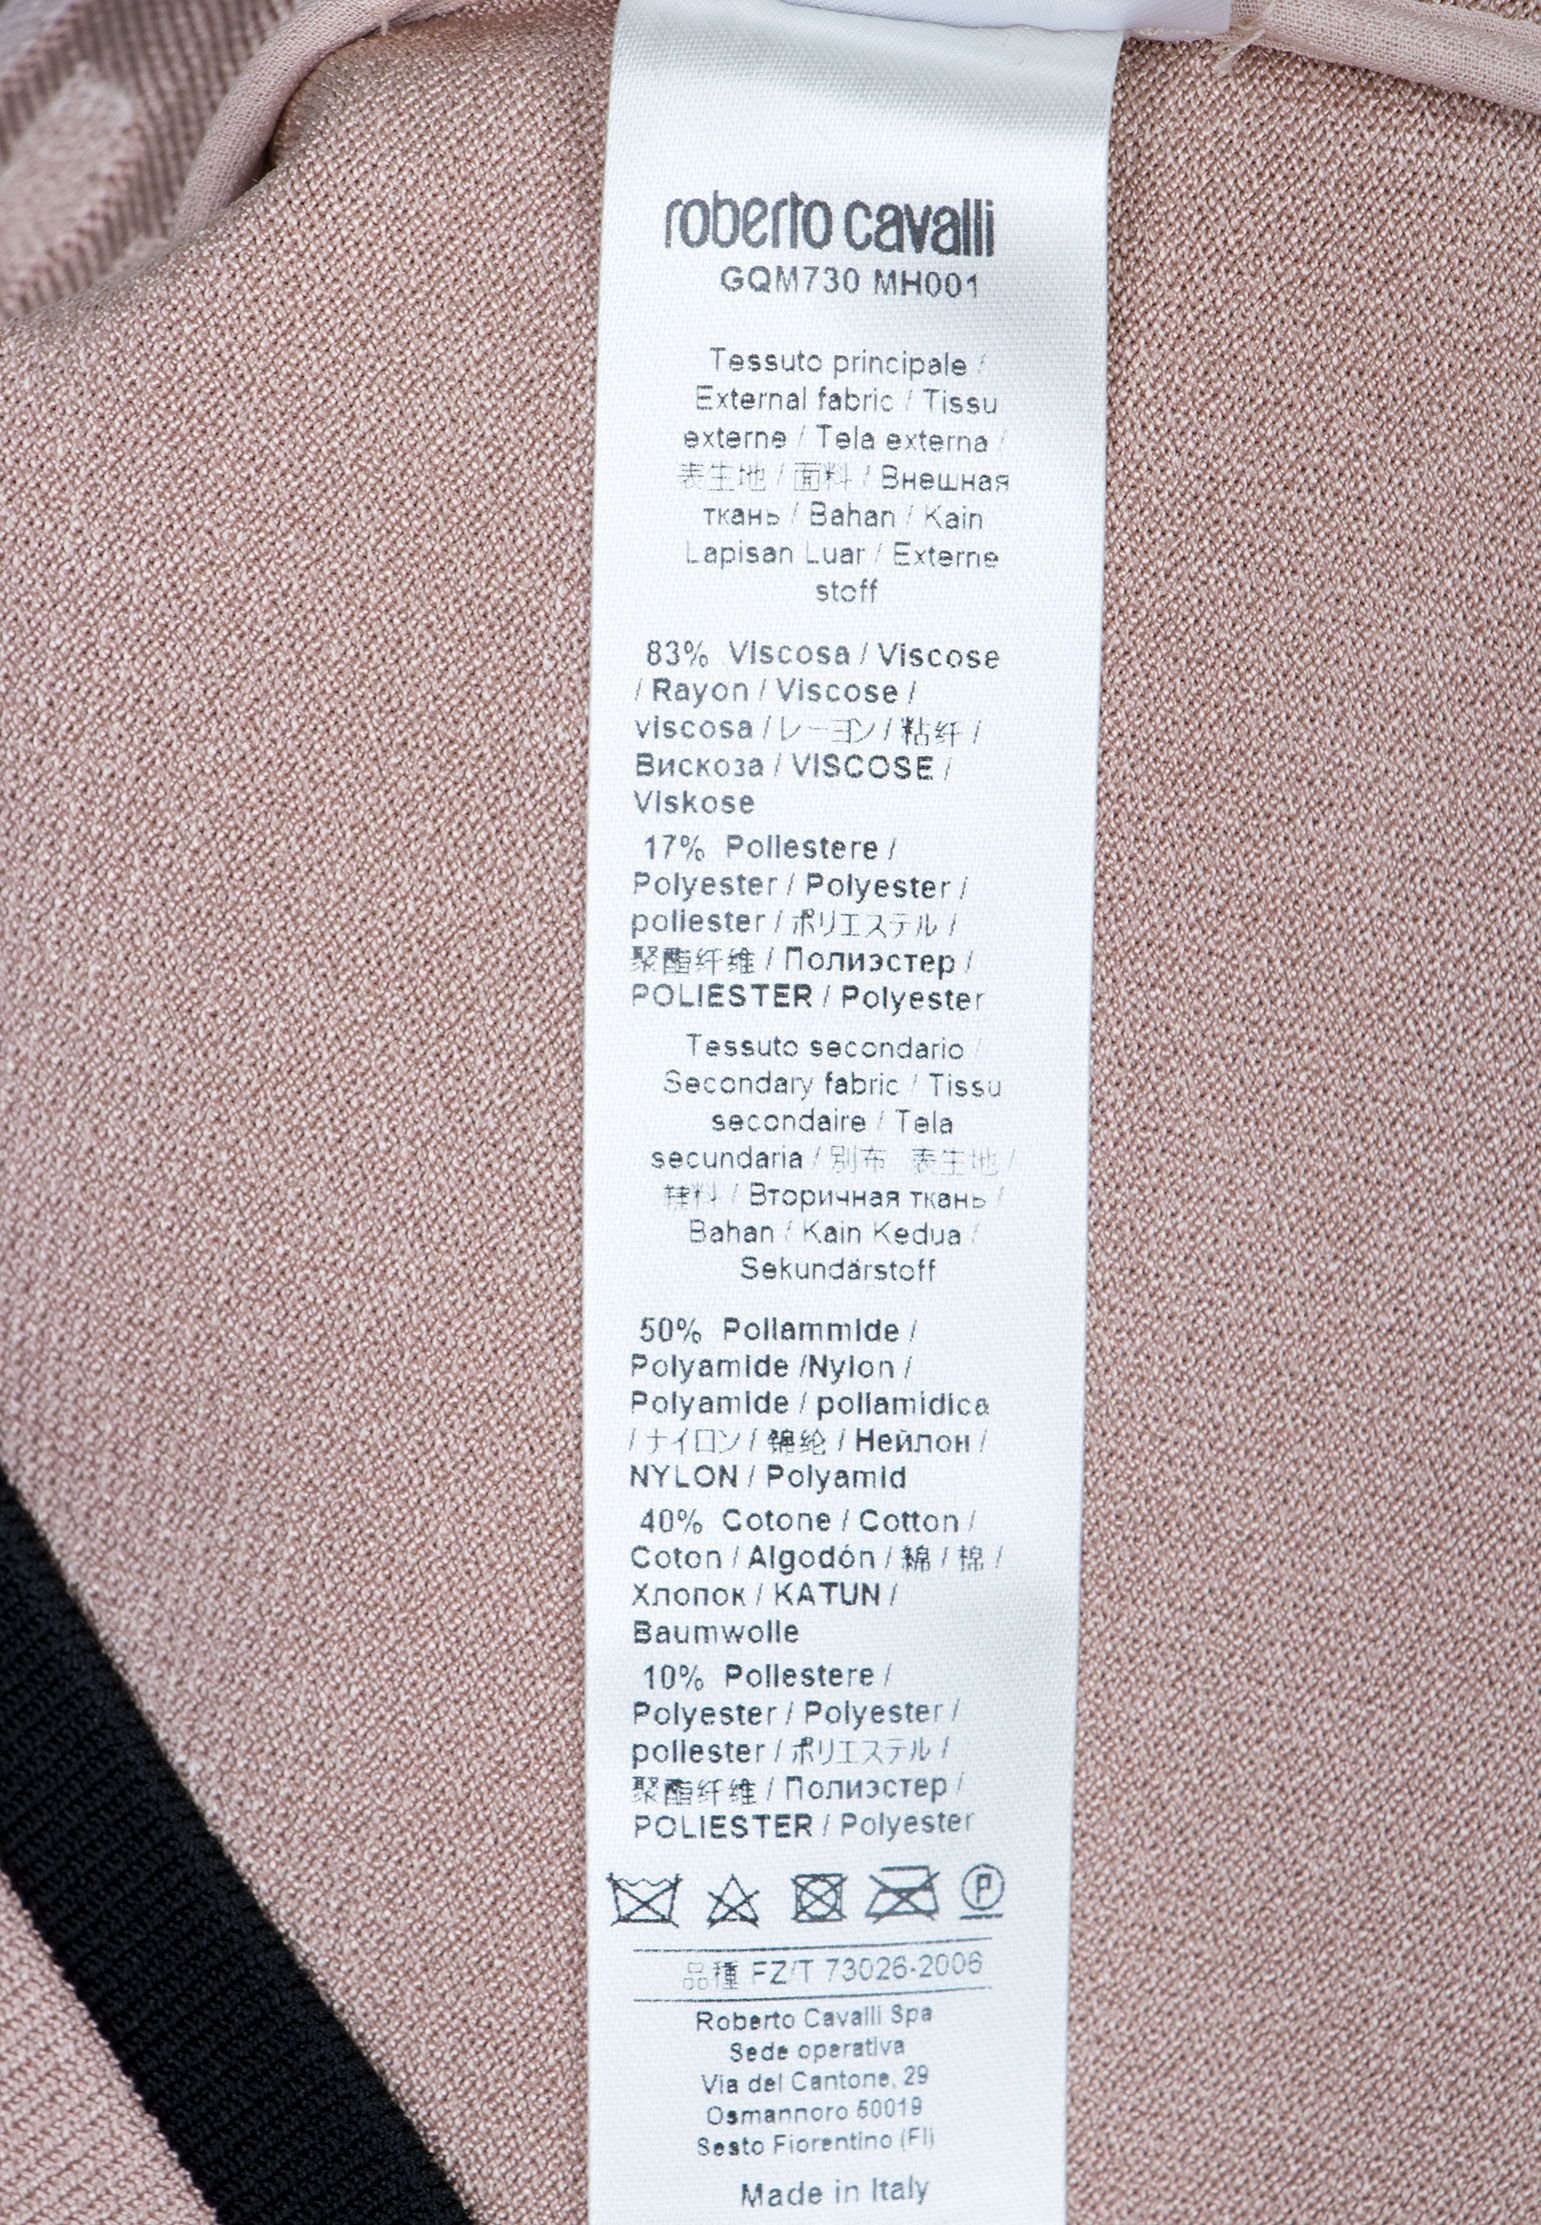 roberto cavalli
GQM730 MH001
Tessuto principale /
External fabric / Tissu
externe / Tela externa /
表生地 / 面料 / Внешная
ткань / Bahan / Kain
Lapisan Luar / Externe
stoff
83% Viscosa / Viscose
/ Rayon / Viscose /
viscosa / レーヨン / 粘纤 /
Вискоза / VISCOSE /
Viskose
17% Poliestere /
Polyester / Polyester /
poliester / ポリエステル /
聚酯纤维 / Полиэстер /
POLIESTER / Polyester
Tessuto secondario /
Secondary fabric / Tissu
secondaire / Tela
secundaria / 別布 表生地 /
辅料 / Вторичная ткань /
Bahan / Kain Kedua /
Sekundärstoff
50% Poliammide /
Polyamide /Nylon /
Polyamide / poliamidica
/ ナイロン / 锦纶 / Нейлон /
NYLON / Polyamid
40% Cotone / Cotton /
Coton / Algodón / 綿 / 棉 /
Хлопок / KATUN /
Baumwolle
10% Poliestere /
Polyester / Polyester /
poliester / ポリエステル /
聚酯纤维 / Полиэстер /
POLIESTER / Polyester
P
品種 FZ/T 73026-2006
Roberto Cavalli Spa
Sede operativa
Via del Cantone, 29
Osmannoro 50019
Sesto Fiorentino (FI)
Made in Italy